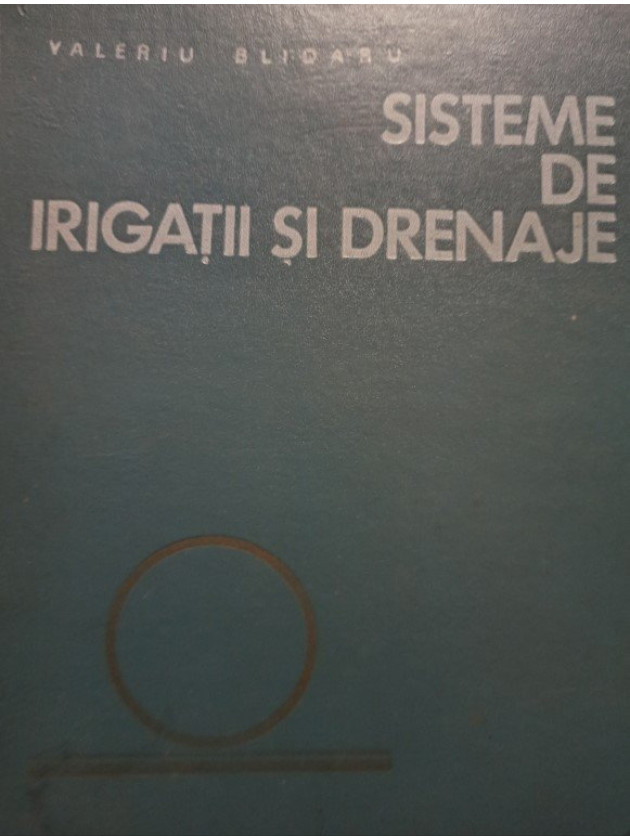 VALERIU BLIDARU
SISTEME
DE
IRIGAȚII ȘI DRENAJE